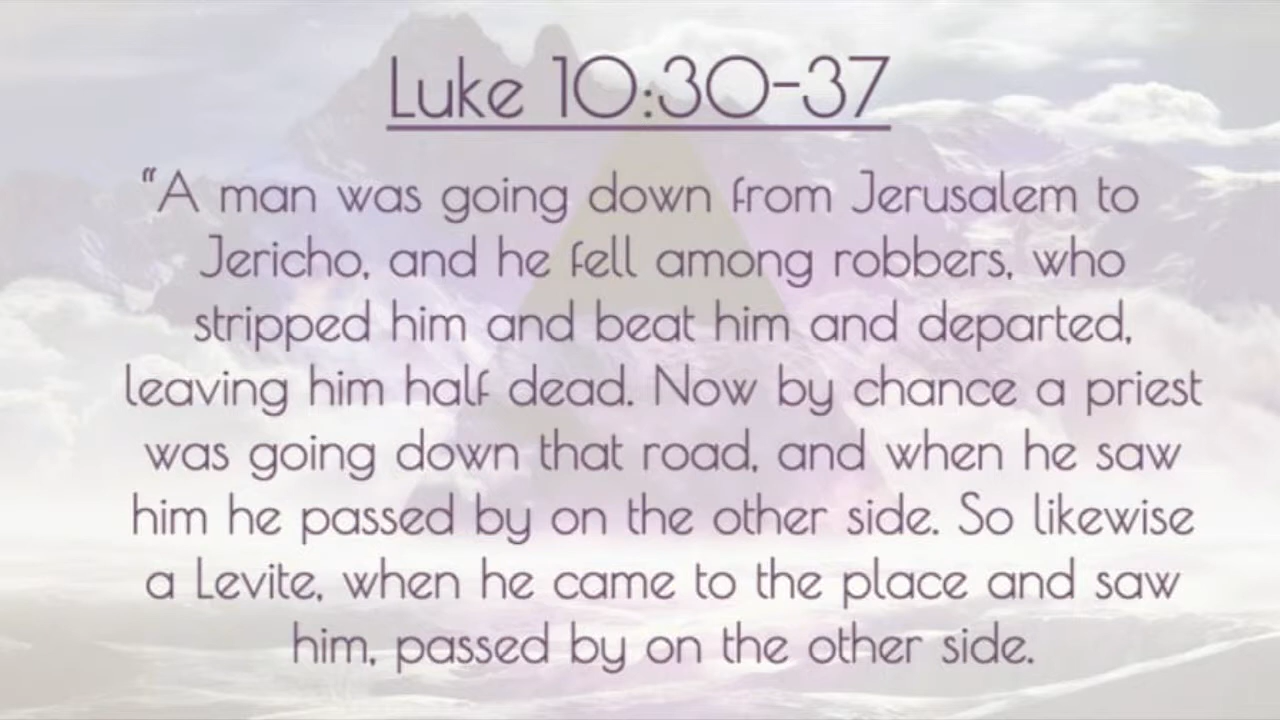 Luke 10:30-37
“A man was going down from Jerusalem to
Jericho, and he fell among robbers, who
stripped him and beat him and departed,
leaving him half dead. Now by chance a priest
was going down that road, and when he saw
him he passed by on the other side. So likewise
a Levite, when he came to the place and saw
him, passed by on the other side.